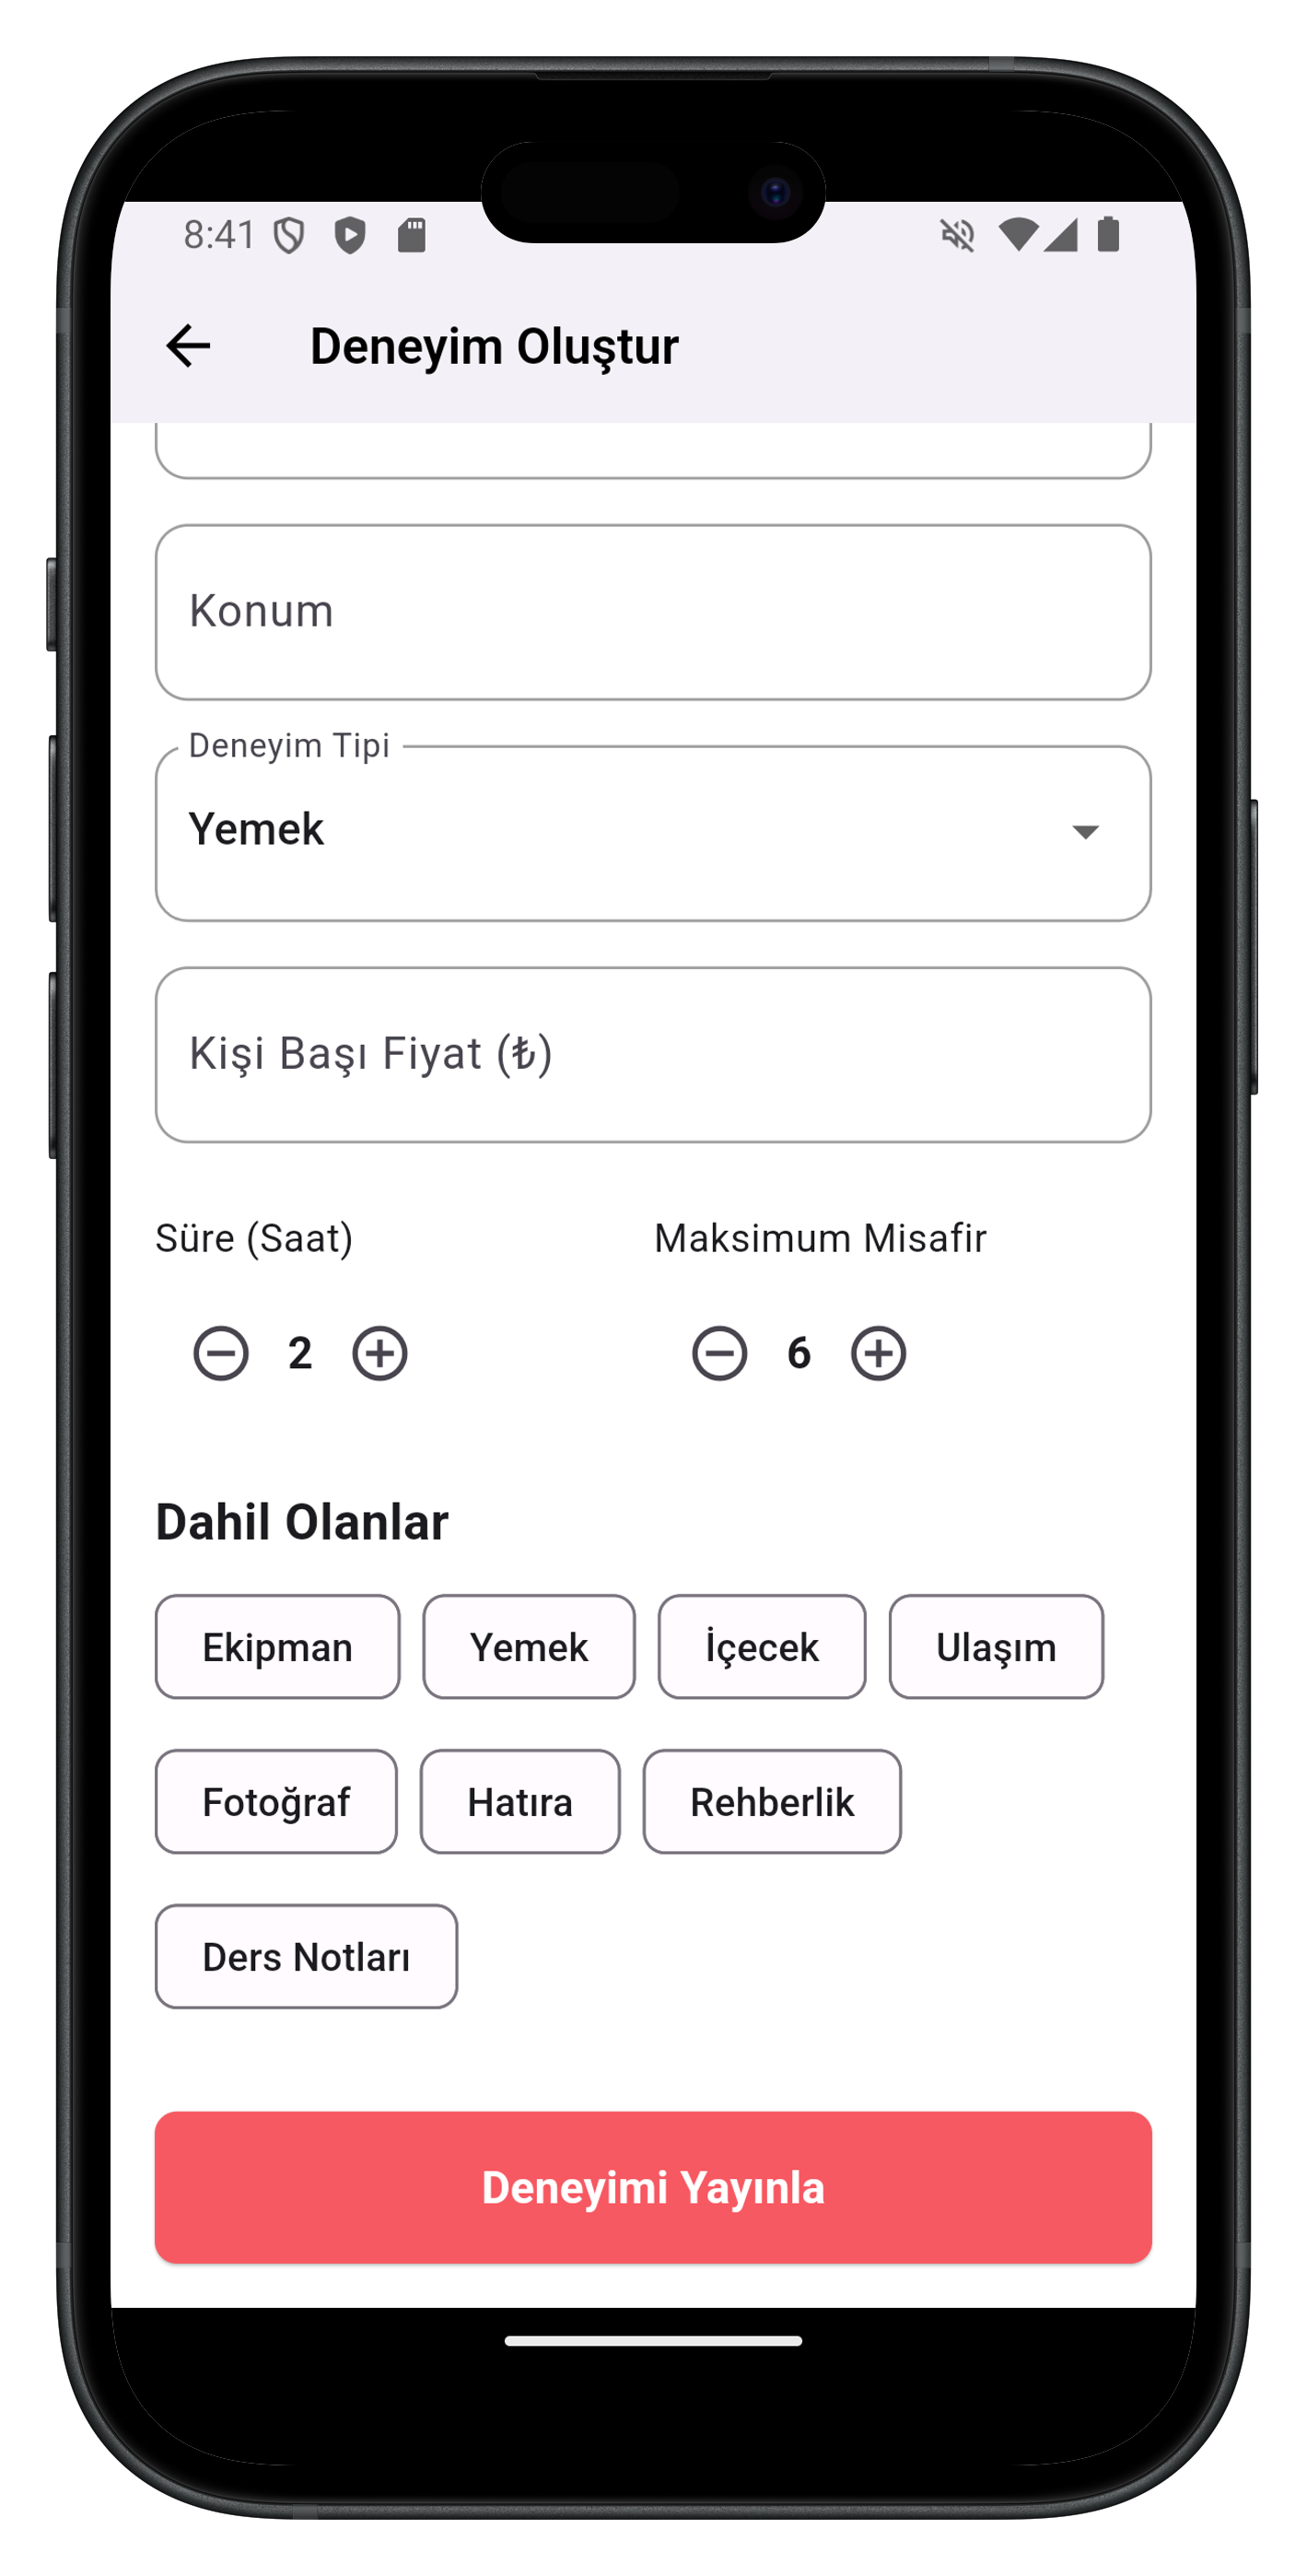 8:41
Deneyim Oluştur
Konum
Deneyim Tipi
Yemek
Kişi Başı Fiyat (₺)
Süre (Saat) Maksimum Misafir
2 6
Dahil Olanlar
Ekipman Yemek İçecek Ulaşım
Fotoğraf Hatıra Rehberlik
Ders Notları
Deneyimi Yayınla